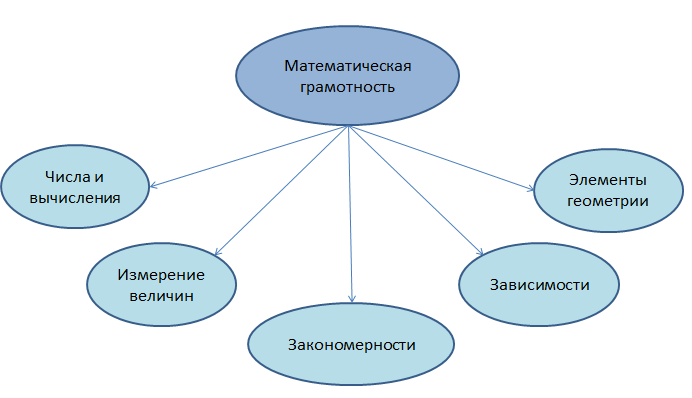 Математическая
грамотность
Числа и
вычисления
Элементы
геометрии
Измерение
величин
Зависимости
Закономерности